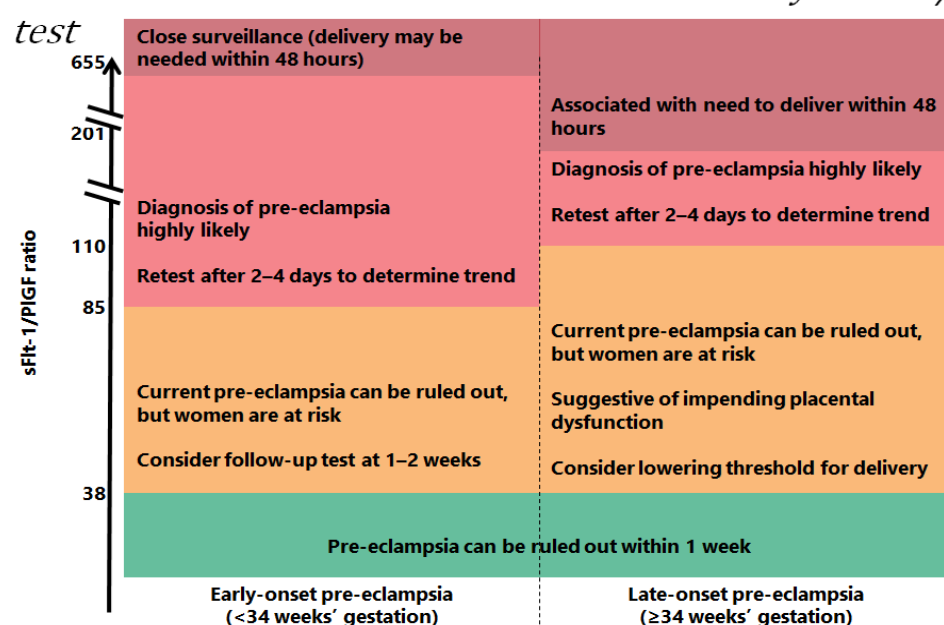 test
Close surveillance (delivery may be
needed within 48 hours)
655
Associated with need to deliver within 48
hours
201
Diagnosis of pre-eclampsia highly likely
Retest after 2–4 days to determine trend
Diagnosis of pre-eclampsia
highly likely
Retest after 2–4 days to determine trend
110
85
Current pre-eclampsia can be ruled out,
but women are at risk
Suggestive of impending placental
dysfunction
Consider lowering threshold for delivery
Current pre-eclampsia can be ruled out,
but women are at risk
Consider follow-up test at 1–2 weeks
38
sFlt-1/PlGF ratio
Pre-eclampsia can be ruled out within 1 week
Early-onset pre-eclampsia
(<34 weeks’ gestation)
Late-onset pre-eclampsia
(≥34 weeks’ gestation)